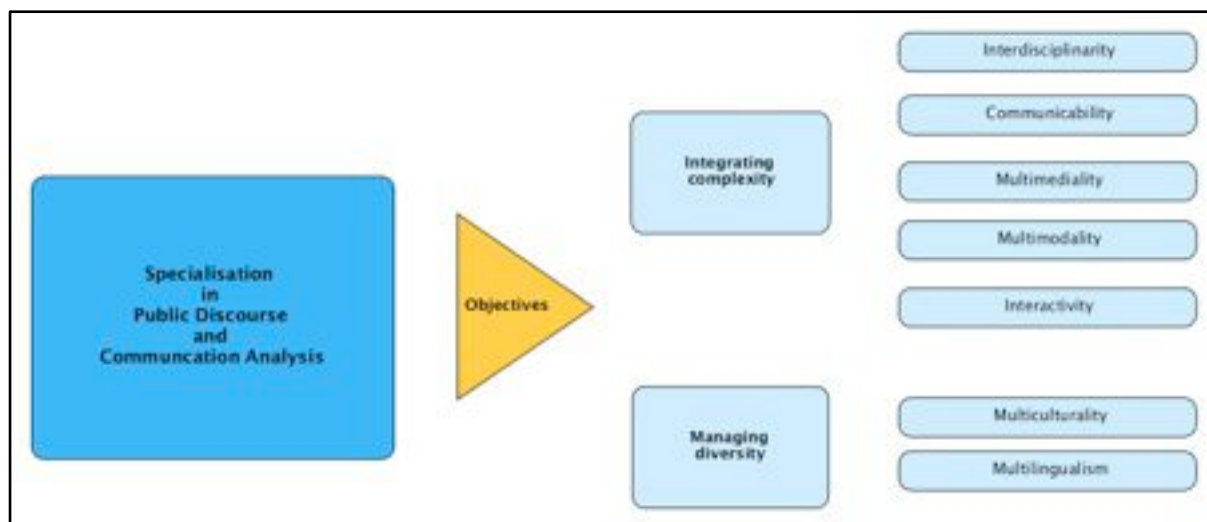 Specialisation
in
Public Discourse
and
Communcation Analysis
Objectives
Integrating
complexity
Interdisciplinarity
Communicability
Multimediality
Multimodality
Interactivity
Managing
diversity
Multiculturality
Multilingualism